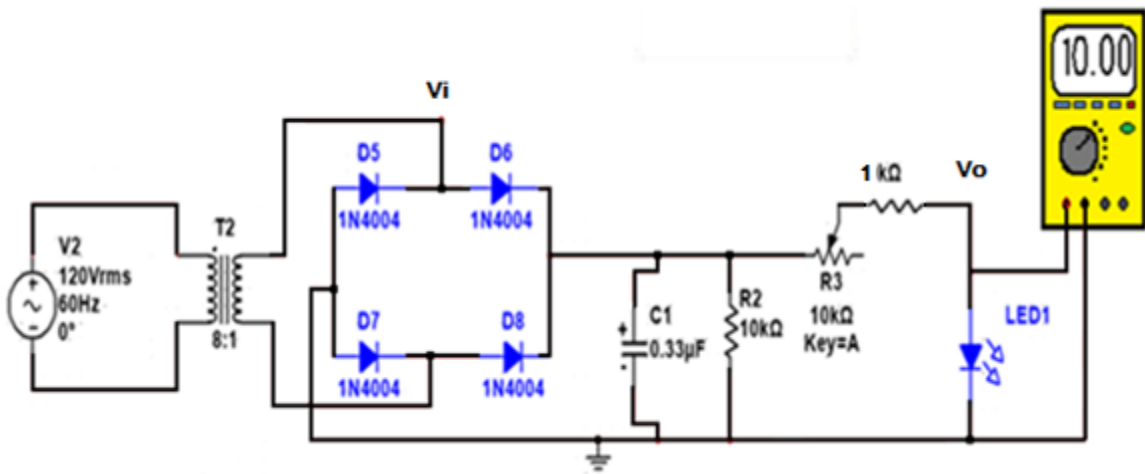 10.00
Vi
D5
D6
1 kΩ
Vo
1N4004
1N4004
T2
V2
120Vrms
60Hz
0°
8:1
R3
10kΩ
Key=A
C1
0.33µF
R2
10kΩ
LED1
D7
D8
1N4004
1N4004